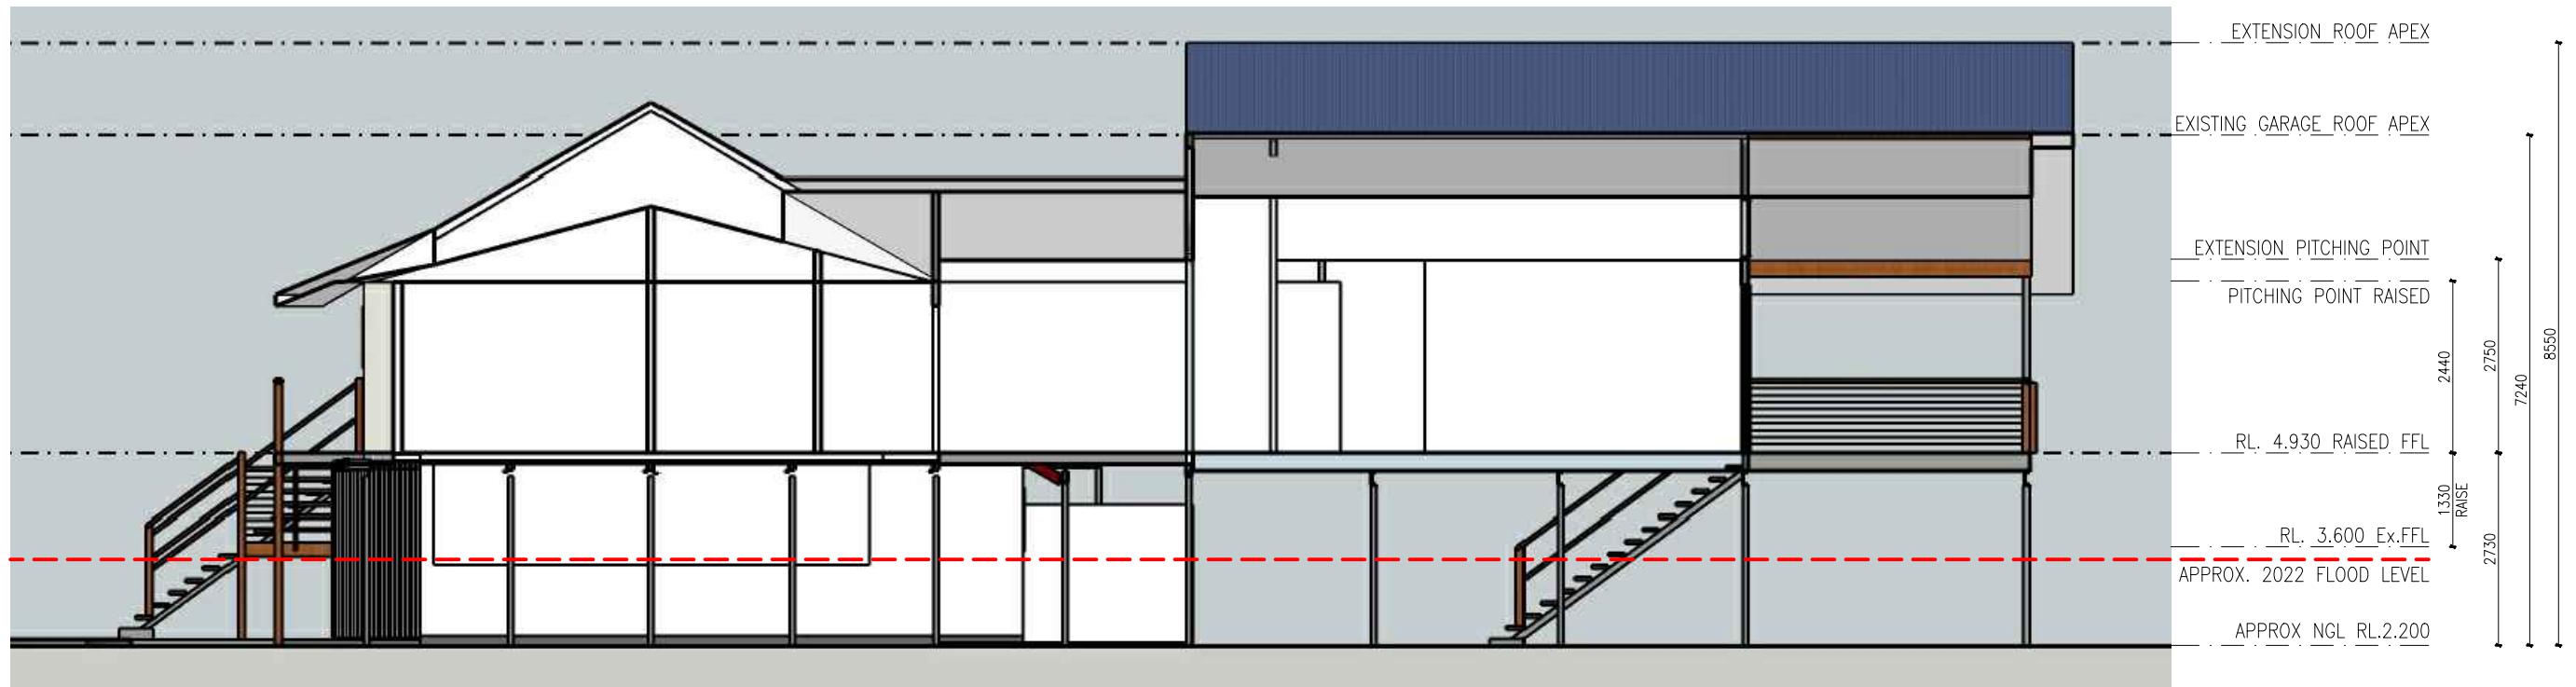 EXTENSION ROOF APEX
EXISTING GARAGE ROOF APEX
EXTENSION PITCHING POINT
PITCHING POINT RAISED
2440
2750
7240
8550
RL. 4.930 RAISED FFL
1330
RAISE
RL. 3.600 Ex.FFL
2730
APPROX. 2022 FLOOD LEVEL
APPROX NGL RL.2.200